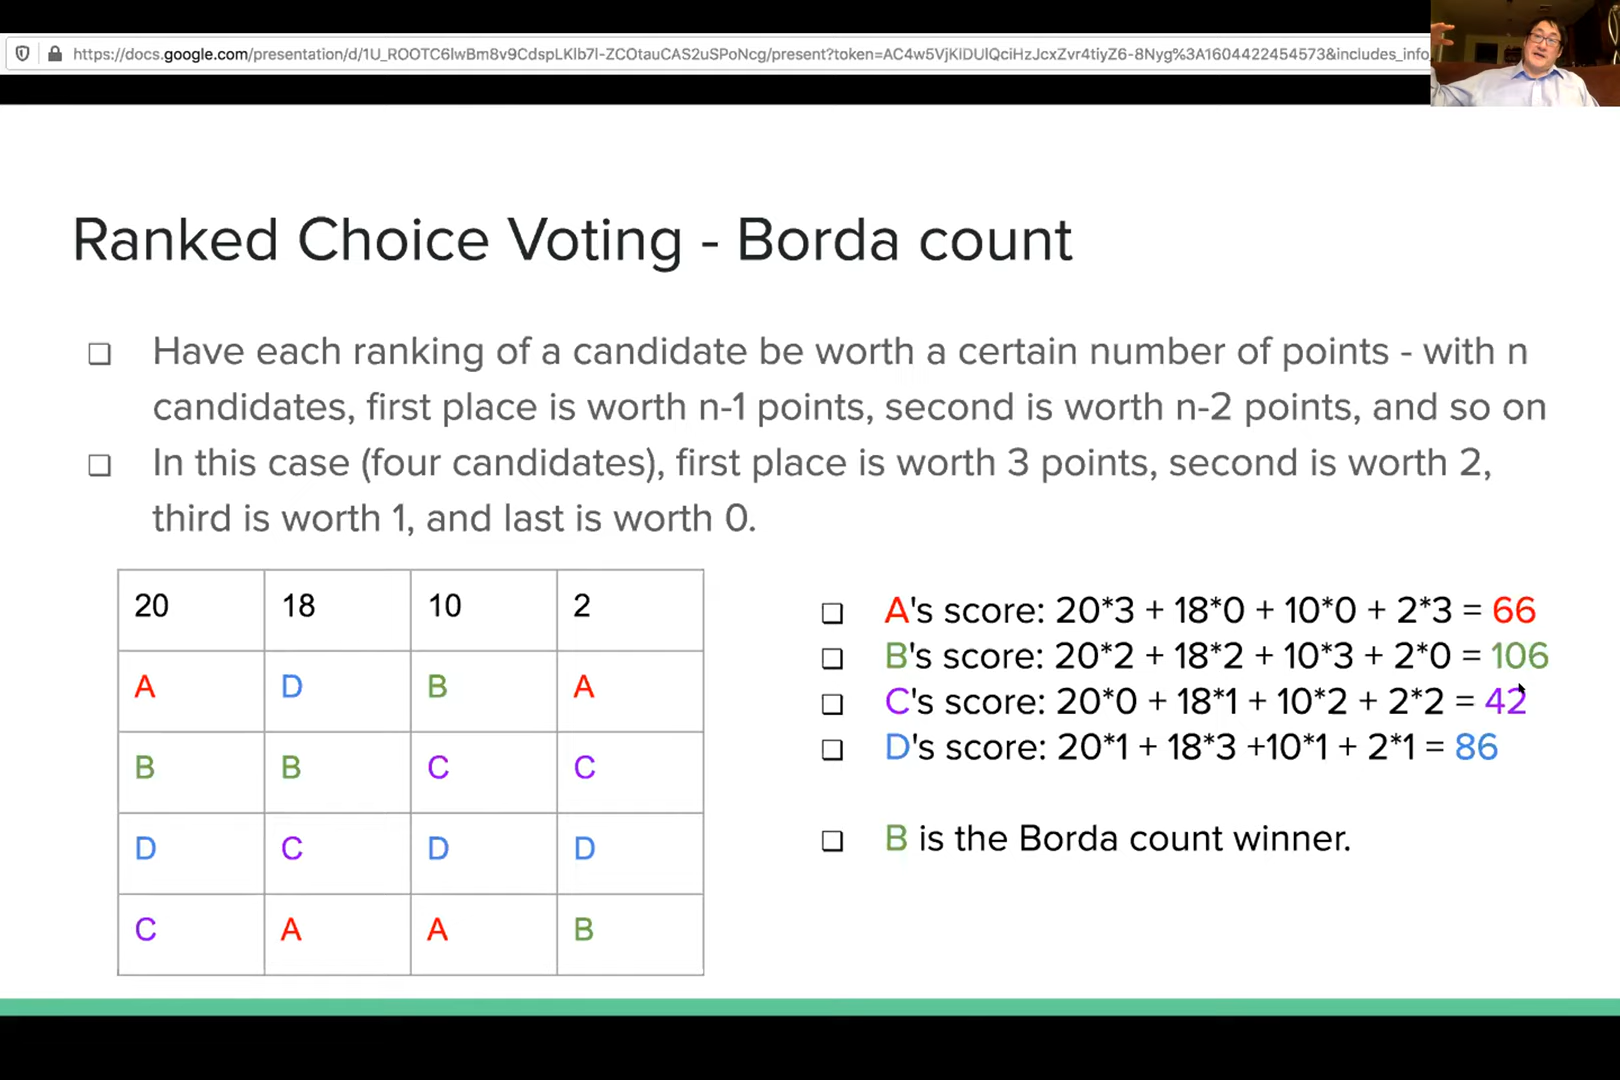 https://docs.google.com/presentation/d/1U_ROOTC6lwBm8v9CdspLKlb7l-ZCOtauCAS2uSPoNcg/present?token=AC4w5VjKlDUlQciHzJcxZvr4tiyZ6-8Nyg%3A1604422454573&includes_info
Ranked Choice Voting - Borda count
❏ Have each ranking of a candidate be worth a certain number of points - with n
candidates, first place is worth n-1 points, second is worth n-2 points, and so on
❏ In this case (four candidates), first place is worth 3 points, second is worth 2,
third is worth 1, and last is worth 0.
20 18 10 2
A D B A
B B C C
D C D D
C A A B
❏ A's score: 20*3 + 18*0 + 10*0 + 2*3 = 66
❏ B's score: 20*2 + 18*2 + 10*3 + 2*0 = 106
❏ C's score: 20*0 + 18*1 + 10*2 + 2*2 = 42
❏ D's score: 20*1 + 18*3 +10*1 + 2*1 = 86
❏ B is the Borda count winner.